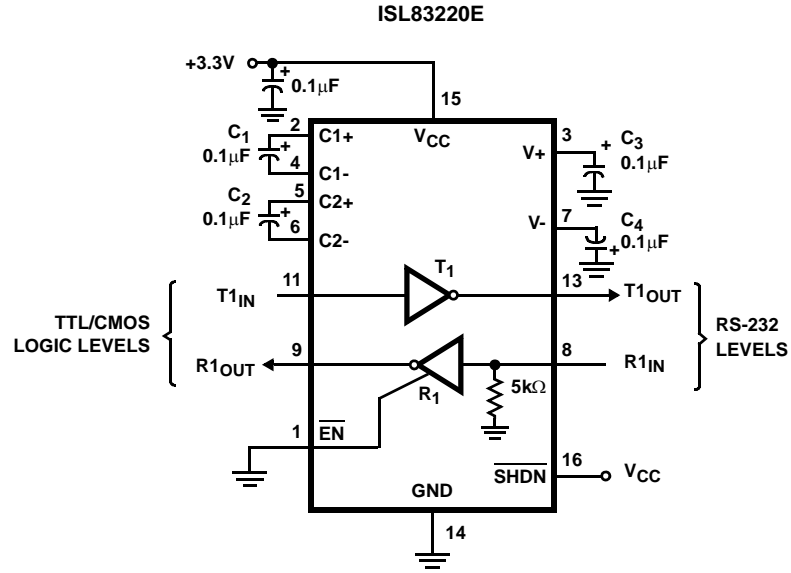 ISL83220E
+3.3V
+
0.1μF
15
VCC
2
C1+
C1
0.1μF
+
4
C1-
C2
0.1μF
5
C2+
+
6
C2-
3
V+
+
C3
0.1μF
7
V-
C4
0.1μF
+
T1
11
T1IN
13
T1OUT
TTL/CMOS
LOGIC LEVELS
RS-232
LEVELS
9
R1OUT
R1
5kΩ
8
R1IN
1
EN
SHDN
16
VCC
GND
14